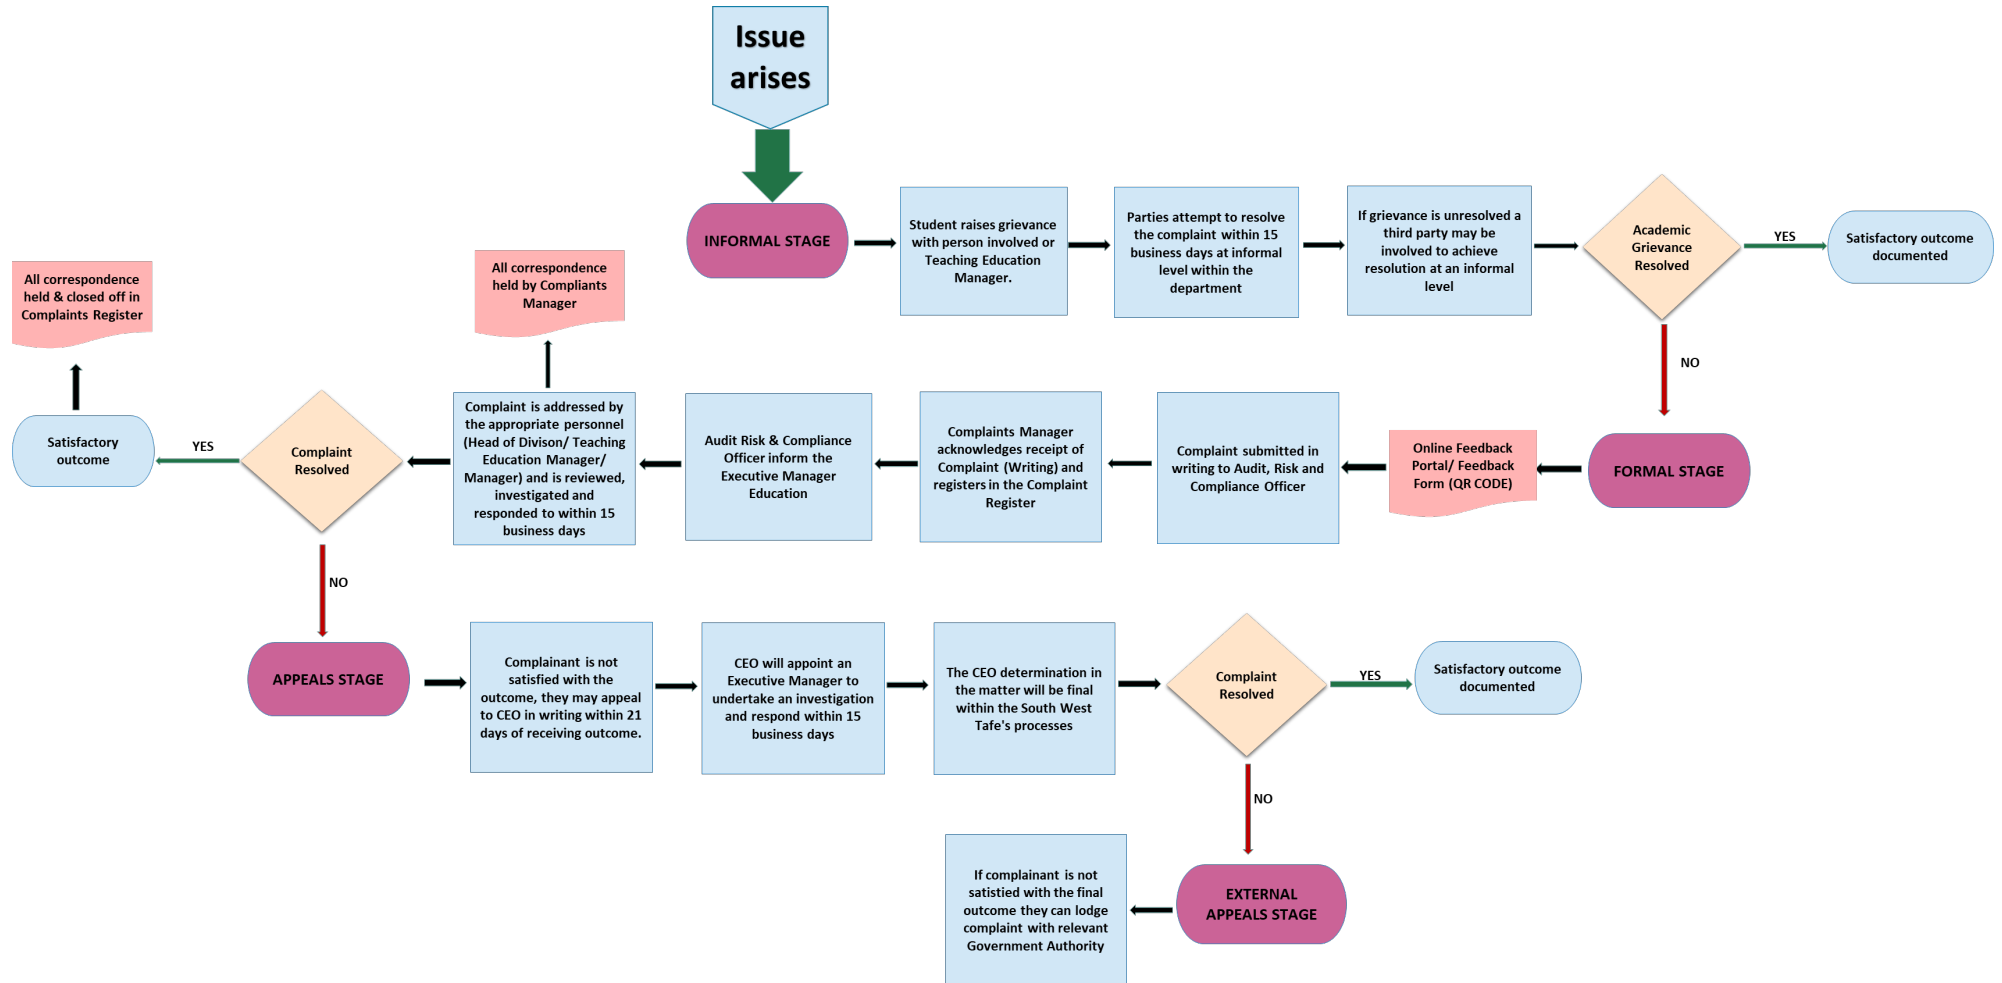 Issue
arises
INFORMAL STAGE
Student raises grievance
with person involved or
Teaching Education
Manager.
Parties attempt to resolve
the complaint within 15
business days at informal
level within the
department
If grievance is unresolved a
third party may be
involved to achieve
resolution at an informal
level
Academic
Grievance
Resolved
YES
Satisfactory outcome
documented
NO
FORMAL STAGE
Online Feedback
Portal/ Feedback
Form (QR CODE)
Complaint submitted in
writing to Audit, Risk and
Compliance Officer
Complaints Manager
acknowledges receipt of
Complaint (Writing) and
registers in the Complaint
Register
Audit Risk & Compliance
Officer inform the
Executive Manager
Education
Complaint is addressed by
the appropriate personnel
(Head of Divison/ Teaching
Education Manager/
Manager) and is reviewed,
investigated and
responded to within 15
business days
All correspondence
held by Compliants
Manager
Complaint
Resolved
YES
Satisfactory
outcome
All correspondence
held & closed off in
Complaints Register
NO
APPEALS STAGE
Complainant is not
satisfied with the
outcome, they may appeal
to CEO in writing within 21
days of receiving outcome.
CEO will appoint an
Executive Manager to
undertake an investigation
and respond within 15
business days
The CEO determination in
the matter will be final
within the South West
Tafe's processes
Complaint
Resolved
YES
Satisfactory outcome
documented
NO
EXTERNAL
APPEALS STAGE
If complainant is not
satistied with the final
outcome they can lodge
complaint with relevant
Government Authority